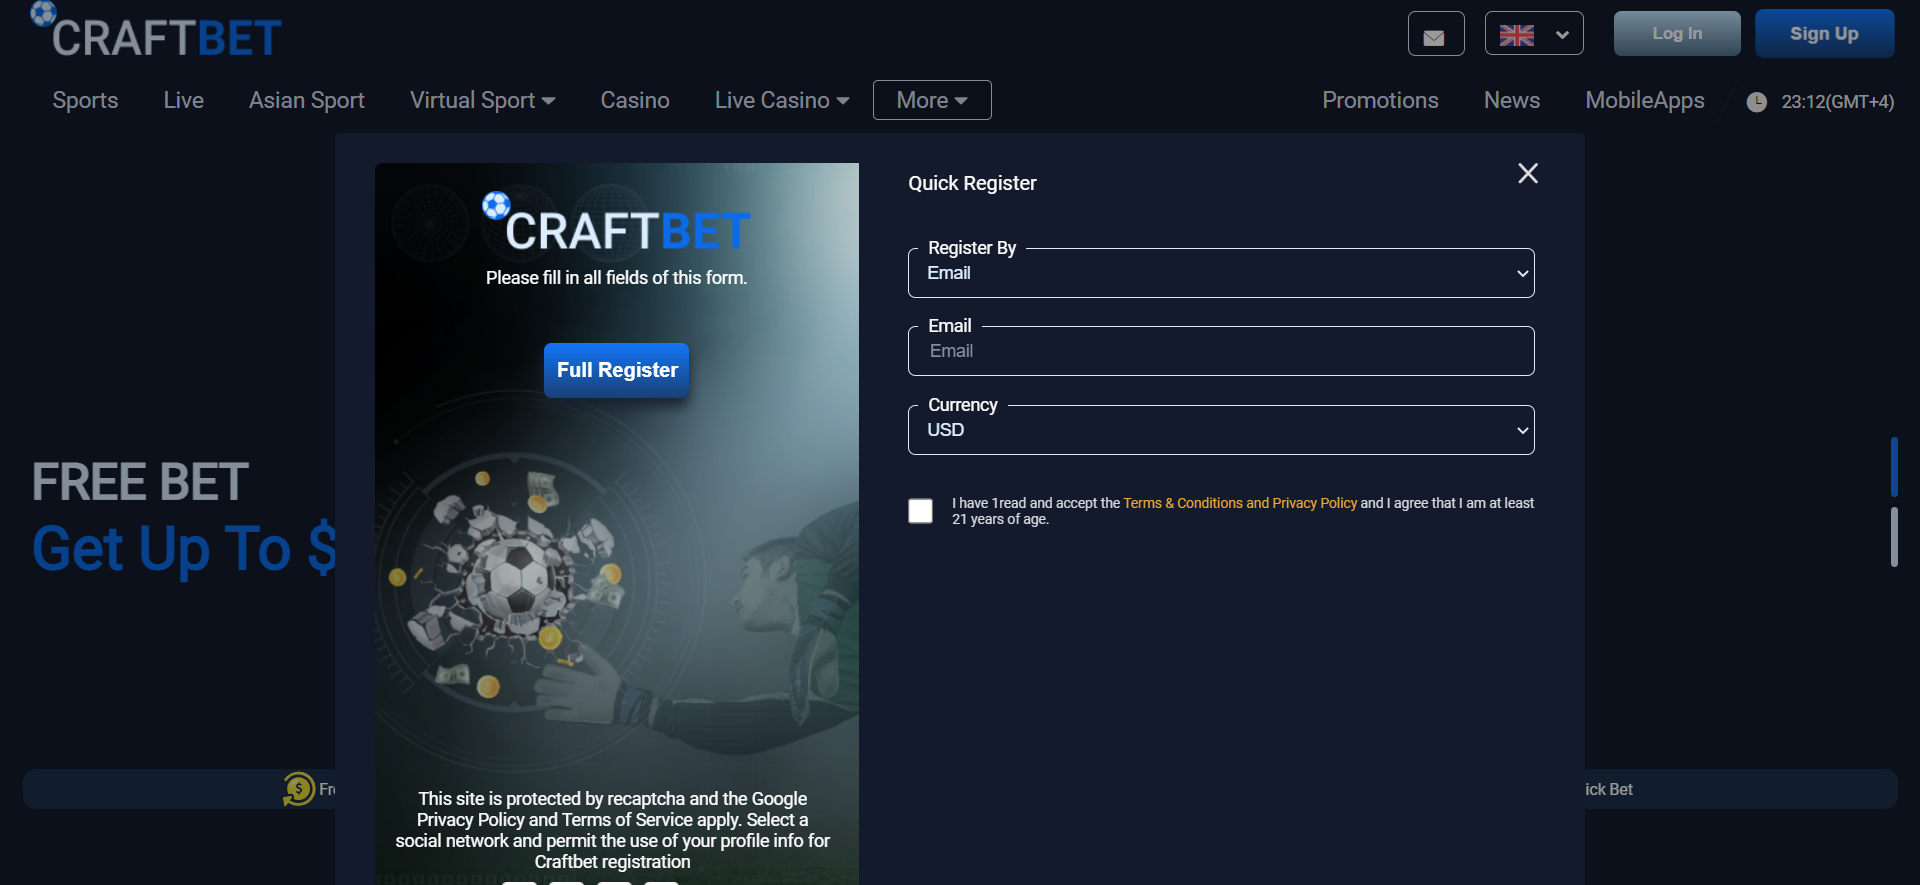 CRAFTBET
Log In
Sign Up
Sports
Live
Asian Sport
Virtual Sport
Casino
Live Casino
More
Promotions
News
MobileApps
23:12(GMT+4)
CRAFTBET
Please fill in all fields of this form.
Full Register
This site is protected by recaptcha and the Google
Privacy Policy and Terms of Service apply. Select a
social network and permit the use of your profile info for
Craftbet registration
Quick Register
Register By
Email
Email
Email
Currency
USD
I have 1read and accept the Terms & Conditions and Privacy Policy and I agree that I am at least
21 years of age.
FREE BET
Get Up To $
Fre
ick Bet